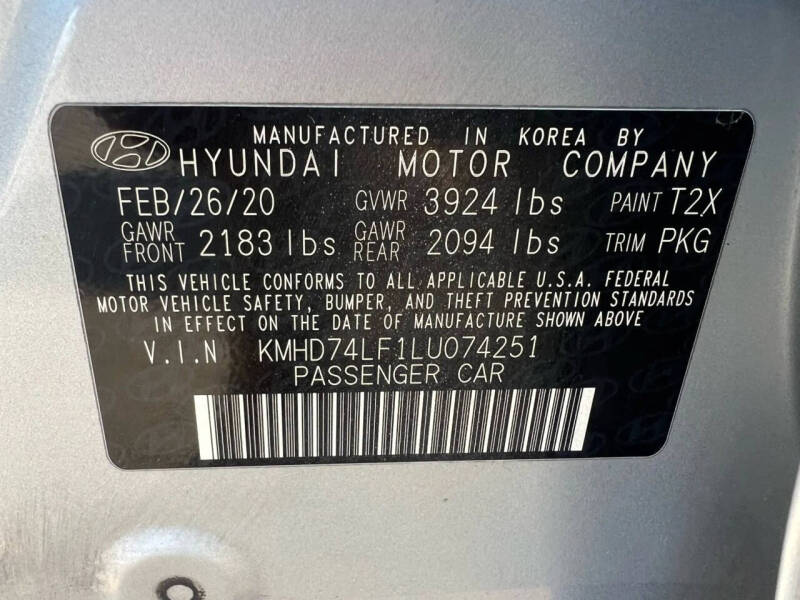 MANUFACTURED IN KOREA BY
HYUNDAI MOTOR COMPANY
FEB/26/20 GVWR 3924 lbs PAINT T2X
GAWR FRONT 2183 lbs GAWR REAR 2094 lbs TRIM PKG
THIS VEHICLE CONFORMS TO ALL APPLICABLE U.S.A. FEDERAL
MOTOR VEHICLE SAFETY, BUMPER, AND THEFT PREVENTION STANDARDS
IN EFFECT ON THE DATE OF MANUFACTURE SHOWN ABOVE
V.I.N KMHD74LF1LU074251
PASSENGER CAR